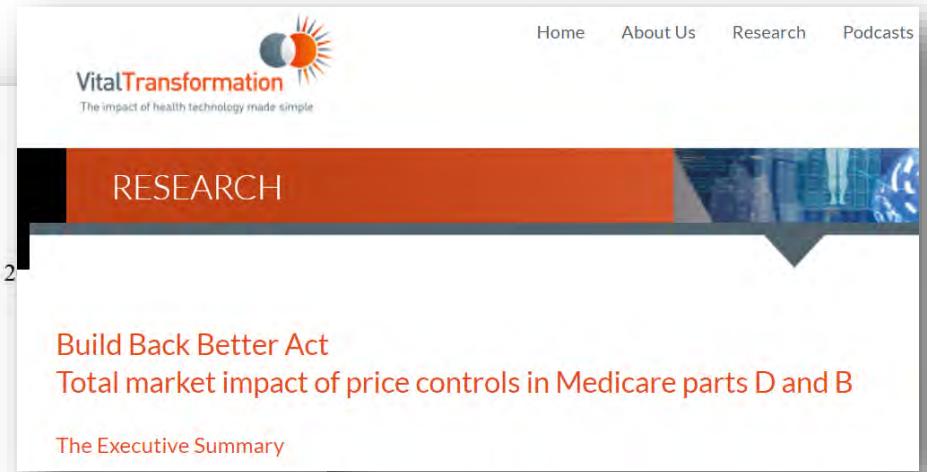 Home About Us Research Podcasts
VitalTransformation
The impact of health technology made simple
RESEARCH
2
Build Back Better Act
Total market impact of price controls in Medicare parts D and B
The Executive Summary